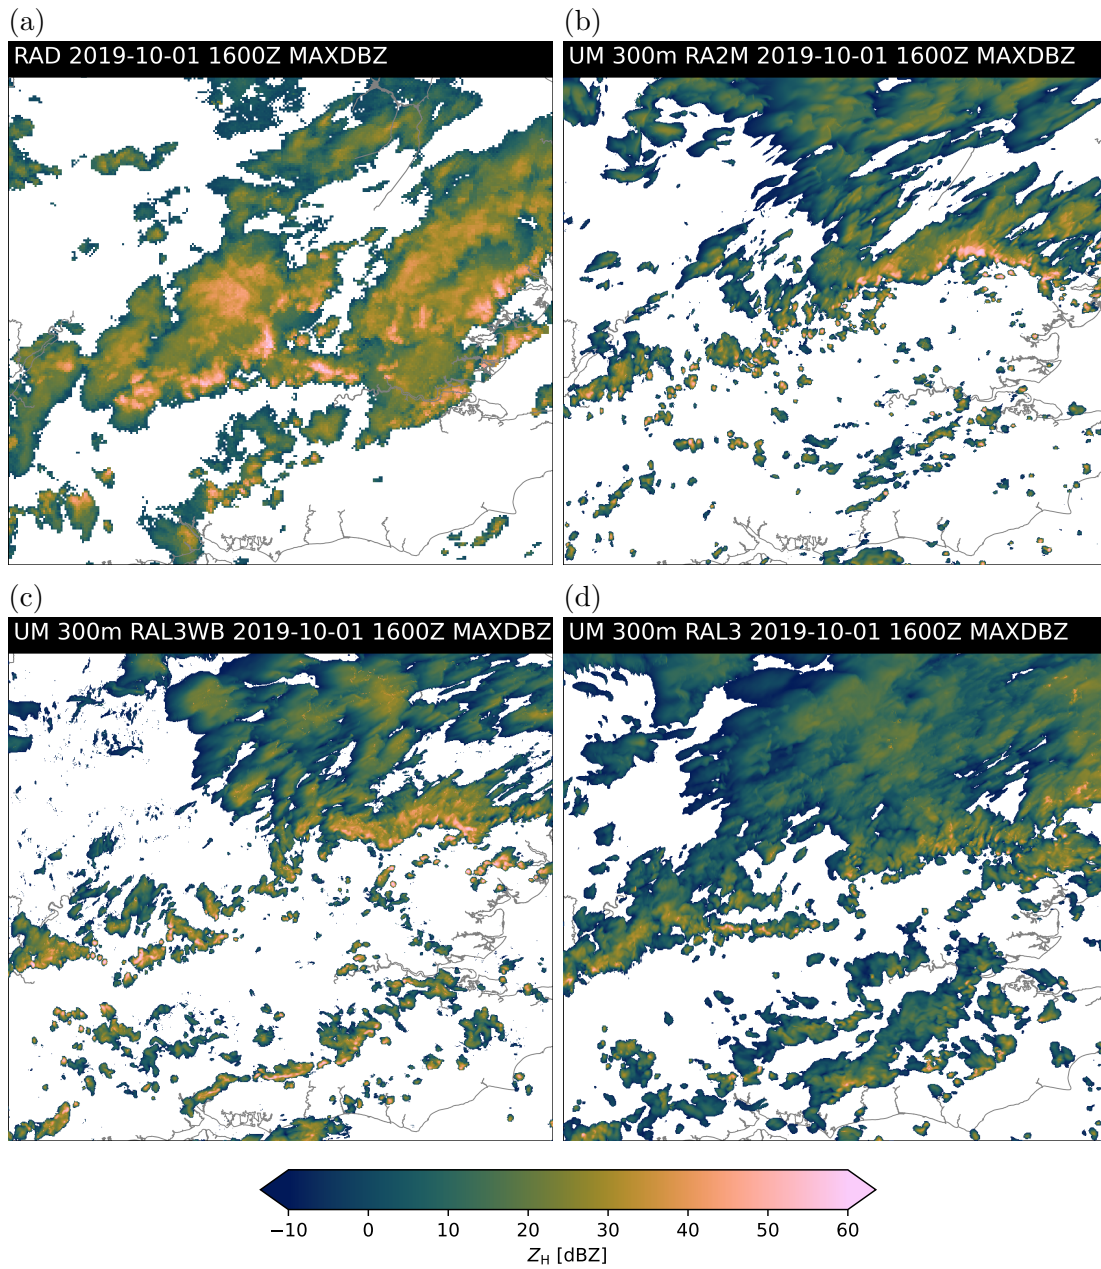 (a)
RAD 2019-10-01 1600Z MAXDBZ
(b)
UM 300m RA2M 2019-10-01 1600Z MAXDBZ
(c)
UM 300m RAL3WB 2019-10-01 1600Z MAXDBZ
(d)
UM 300m RAL3 2019-10-01 1600Z MAXDBZ
−10 0 10 20 30 40 50 60
Z_H [dBZ]